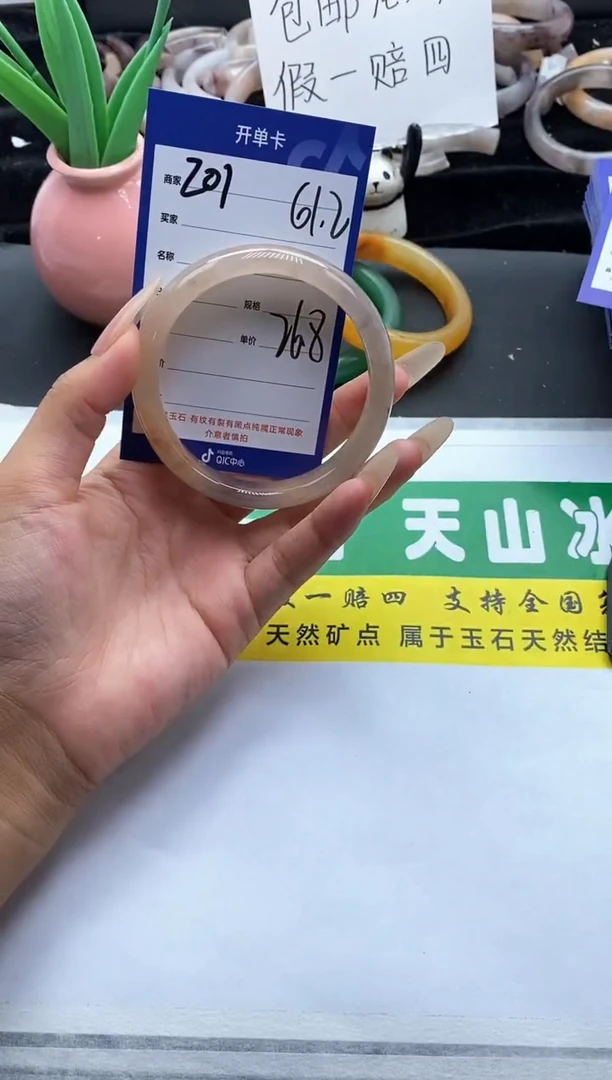 包邮
假一赔四
开单卡
商家 201 61.2
买家
名称
规格
单价 768
价
玉石 有纹有裂有黑点纯属正常现象
介意者慎拍
QIC中心
天山冰
一赔四 支持全国
天然矿点 属于玉石天然结